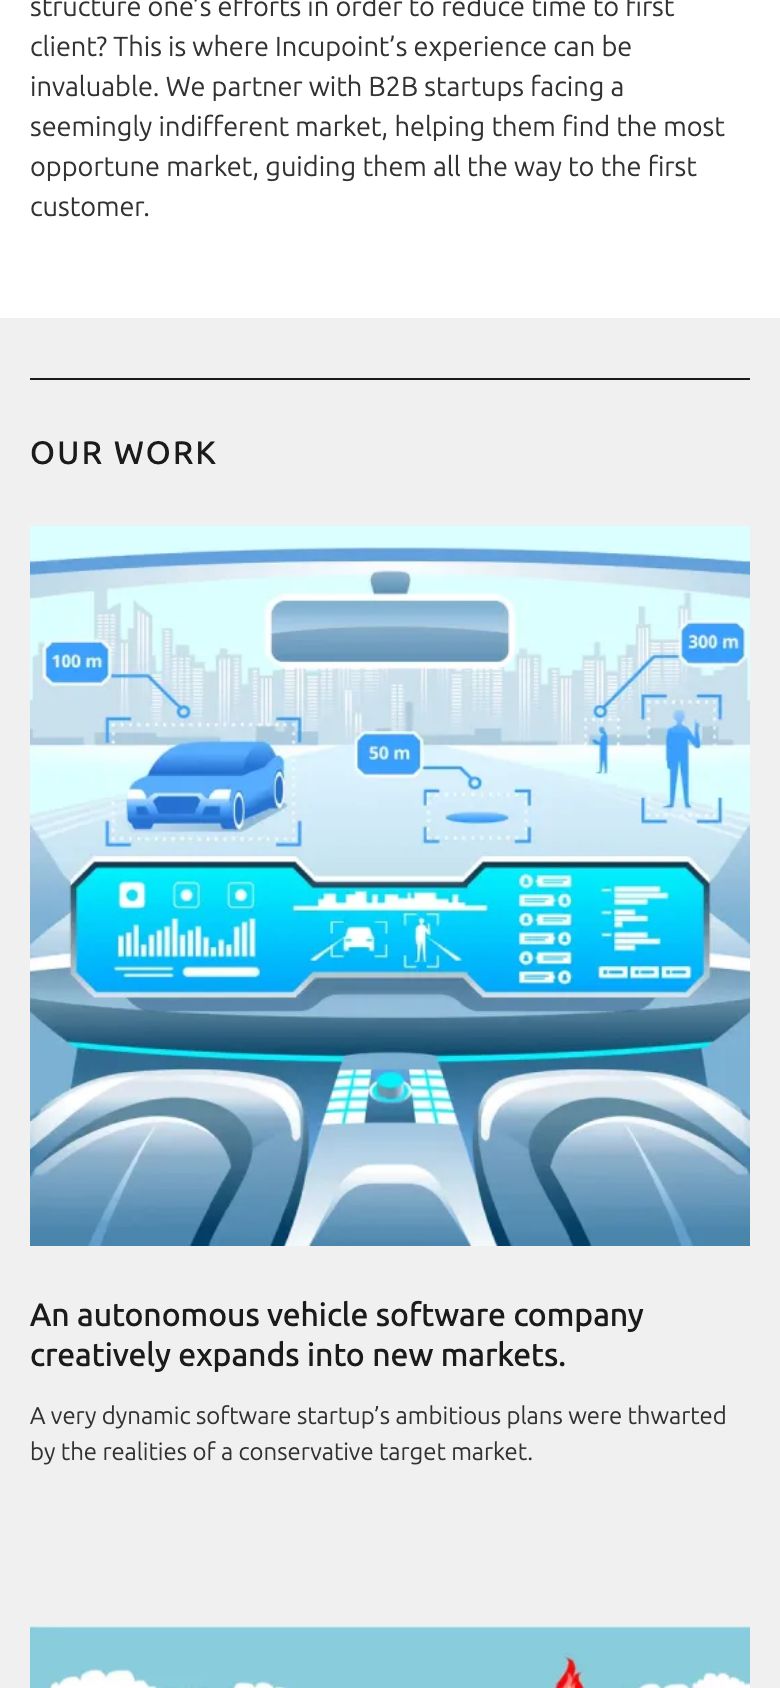 structure one's efforts in order to reduce time to first
client? This is where Incupoint’s experience can be
invaluable. We partner with B2B startups facing a
seemingly indifferent market, helping them find the most
opportune market, guiding them all the way to the first
customer.
OUR WORK
100 m
300 m
50 m
An autonomous vehicle software company
creatively expands into new markets.
A very dynamic software startup’s ambitious plans were thwarted
by the realities of a conservative target market.